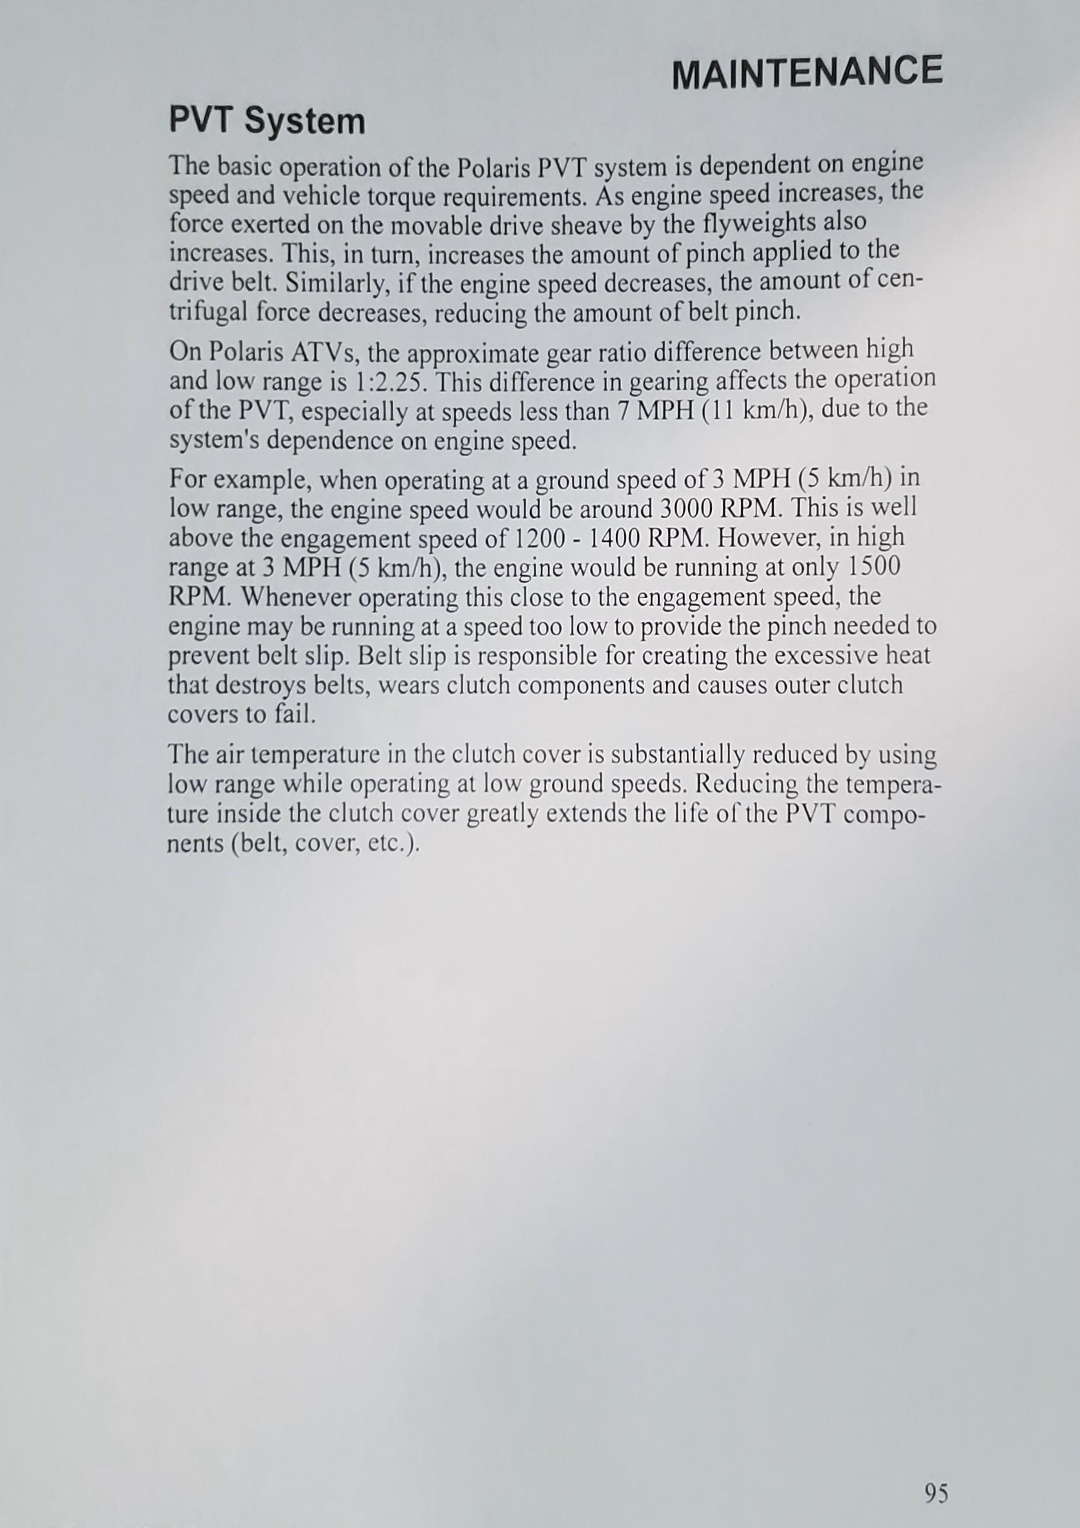 MAINTENANCE
PVT System
The basic operation of the Polaris PVT system is dependent on engine
speed and vehicle torque requirements. As engine speed increases, the
force exerted on the movable drive sheave by the flyweights also
increases. This, in turn, increases the amount of pinch applied to the
drive belt. Similarly, if the engine speed decreases, the amount of cen-
trifugal force decreases, reducing the amount of belt pinch.
On Polaris ATVs, the approximate gear ratio difference between high
and low range is 1:2.25. This difference in gearing affects the operation
of the PVT, especially at speeds less than 7 MPH (11 km/h), due to the
system's dependence on engine speed.
For example, when operating at a ground speed of 3 MPH (5 km/h) in
low range, the engine speed would be around 3000 RPM. This is well
above the engagement speed of 1200 - 1400 RPM. However, in high
range at 3 MPH (5 km/h), the engine would be running at only 1500
RPM. Whenever operating this close to the engagement speed, the
engine may be running at a speed too low to provide the pinch needed to
prevent belt slip. Belt slip is responsible for creating the excessive heat
that destroys belts, wears clutch components and causes outer clutch
covers to fail.
The air temperature in the clutch cover is substantially reduced by using
low range while operating at low ground speeds. Reducing the tempera-
ture inside the clutch cover greatly extends the life of the PVT compo-
nents (belt, cover, etc.).
95